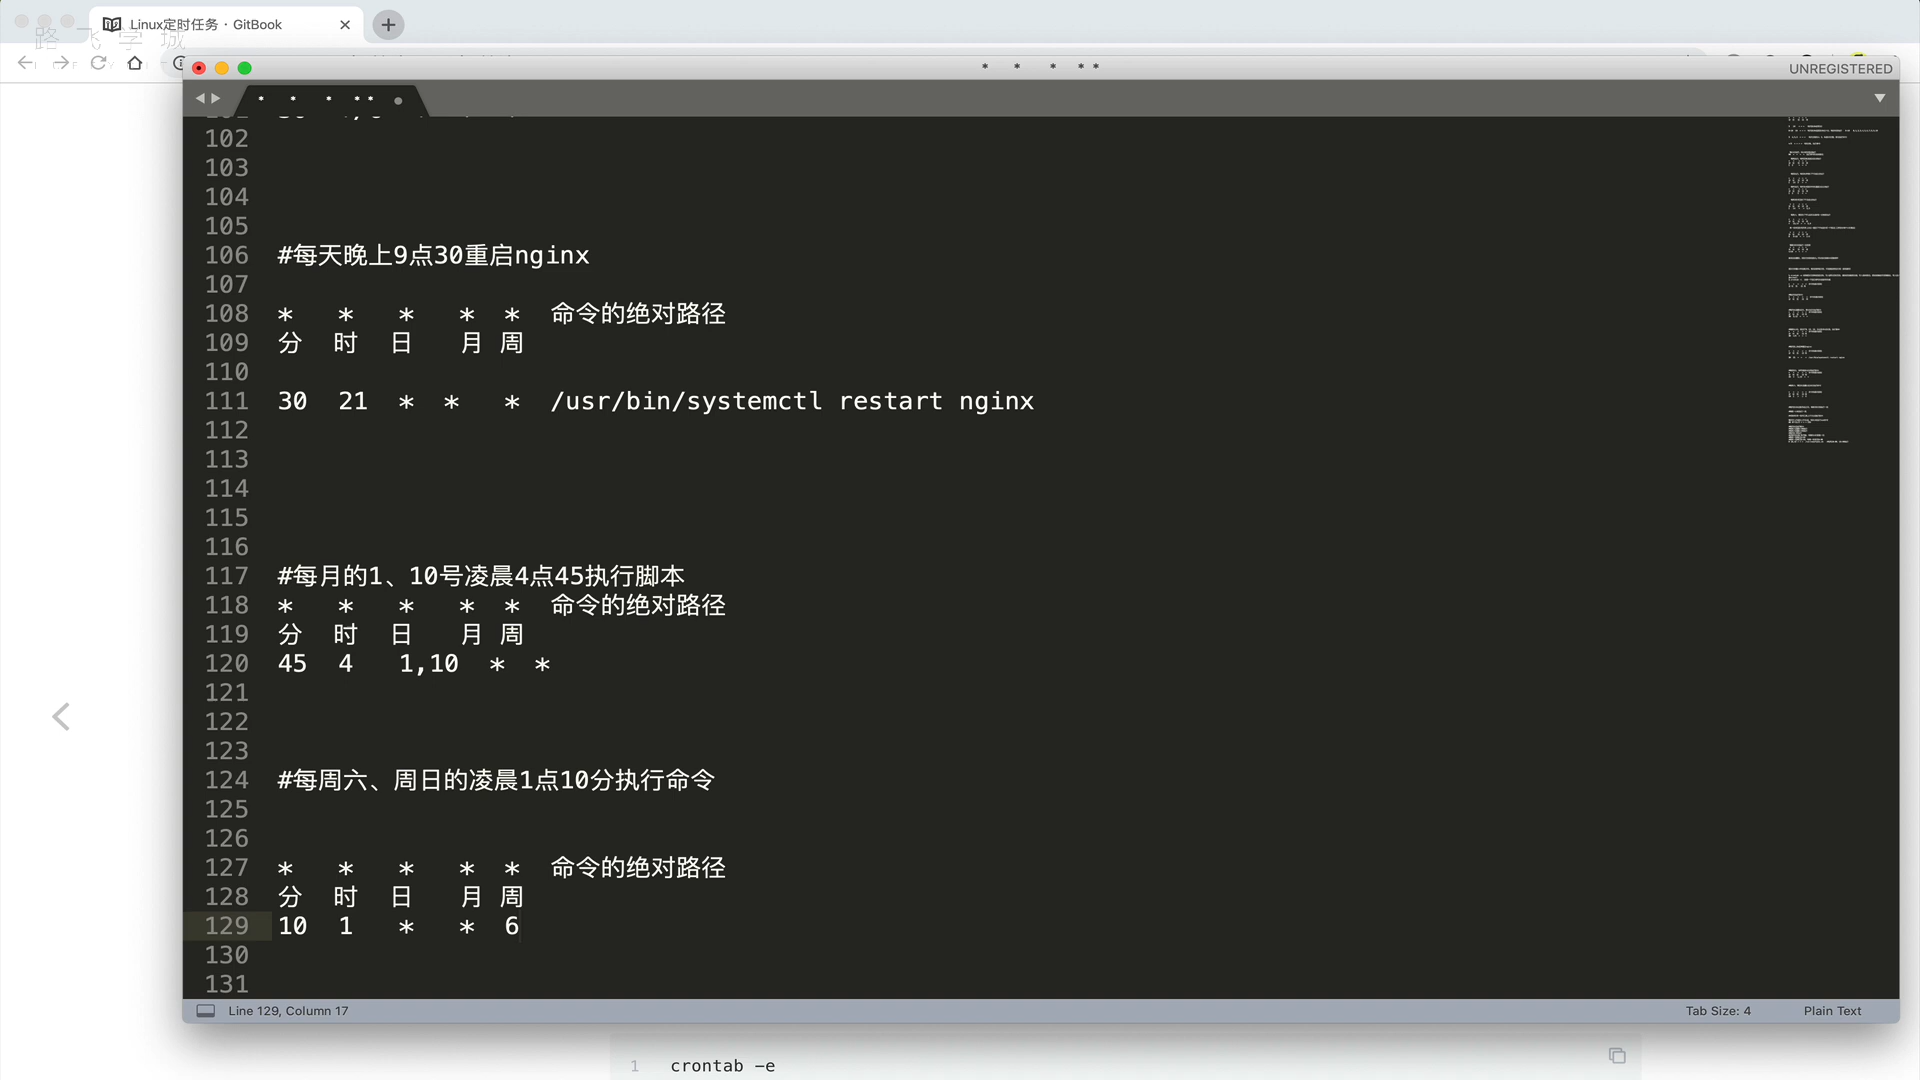 Linux定时任务 · GitBook
路飞学城
* * * * *
UNREGISTERED
* * * * *
102
103
104
105
106 #每天晚上9点30重启nginx
107
108 * * * * * 命令的绝对路径
109 分 时 日 月 周
110
111 30 21 * * * /usr/bin/systemctl restart nginx
112
113
114
115
116
117 #每月的1、10号凌晨4点45执行脚本
118 * * * * * 命令的绝对路径
119 分 时 日 月 周
120 45 4 1,10 * *
121
122
123
124 #每周六、周日的凌晨1点10分执行命令
125
126
127 * * * * * 命令的绝对路径
128 分 时 日 月 周
129 10 1 * * 6
130
131
Line 129, Column 17
Tab Size: 4
Plain Text
1 crontab -e